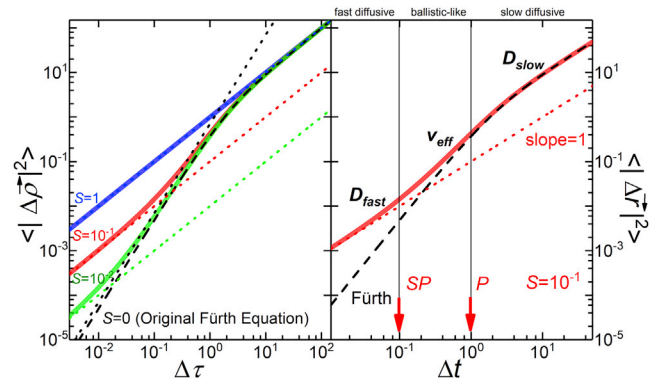 fast diffusive
ballistic-like
slow diffusive
<| Δρ⃗|²>
10¹
10⁻¹
10⁻³
10⁻⁵
S=1
S=10⁻¹
S=0 (Original Fürth Equation)
10⁻²
10⁻¹
10⁰
10¹
10²
Δτ
D_slow
v_eff
D_fast
slope=1
Fürth
SP
P
S=10⁻¹
10⁻¹
10⁰
10¹
Δt
10¹
10⁻¹
10⁻³
10⁻⁵
<|Δr⃗|²>